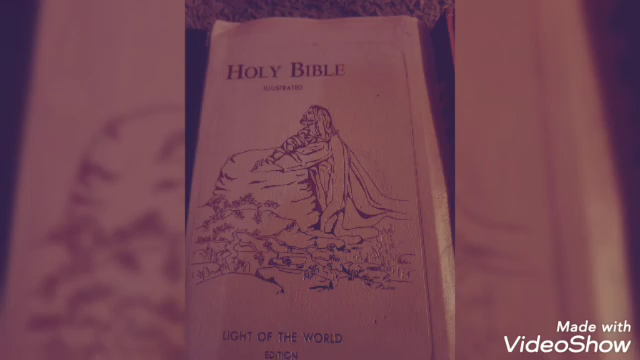 HOLY BIBLE
ILLUSTRATED
LIGHT OF THE WORLD
EDITION
Made with
VideoShow